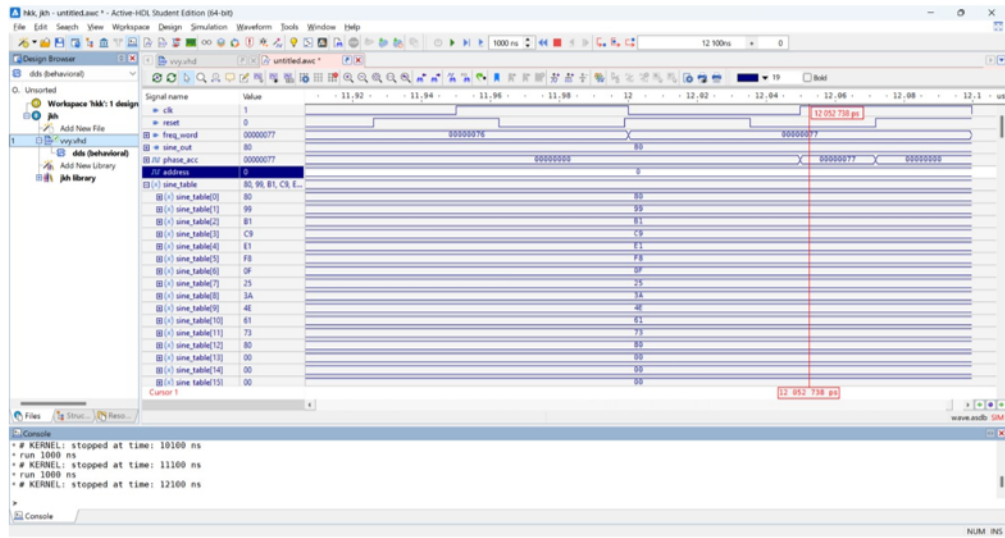 hkk, jkh - untitled.awc * - Active-HDL Student Edition (64-bit)
File Edit Search View Workspace Design Simulation Waveform Tools Window Help
1000 ns
12 100ns
0
Design Browser
vvy.vhd
untitled.awc *
dds (behavioral)
19
Bold
Unsorted
Workspace 'hkk': 1 design
jkh
Add New File
1
vvy.vhd
dds (behavioral)
Add New Library
jkh library
Signal name Value 11,92 11,94 11,96 11,98 12 12,02 12,04 12,06 12,08 12,1 us
clk 1 12 052 738 ps
reset 0
freq_word 00000077 00000076 00000077
sine_out 80 80
phase_acc 00000077 00000000 00000077 00000000
address 0 0
sine_table 80, 99, B1, C9, E...
sine_table[0] 80 80
sine_table[1] 99 99
sine_table[2] B1 B1
sine_table[3] C9 C9
sine_table[4] E1 E1
sine_table[5] F8 F8
sine_table[6] 0F 0F
sine_table[7] 25 25
sine_table[8] 3A 3A
sine_table[9] 4E 4E
sine_table[10] 61 61
sine_table[11] 73 73
sine_table[12] 80 80
sine_table[13] 00 00
sine_table[14] 00 00
sine_table[15] 00 00
Cursor 1 12 052 738 ps
Files Struc... Reso...
wave.asdb SIM
Console
# KERNEL: stopped at time: 10100 ns
run 1000 ns
# KERNEL: stopped at time: 11100 ns
run 1000 ns
# KERNEL: stopped at time: 12100 ns
>
Console
NUM INS